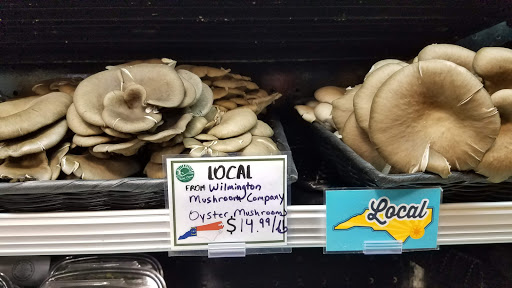 LOCAL
FROM Wilmington
Mushroom Company
Oyster Mushrooms
$14.99/lb
Local